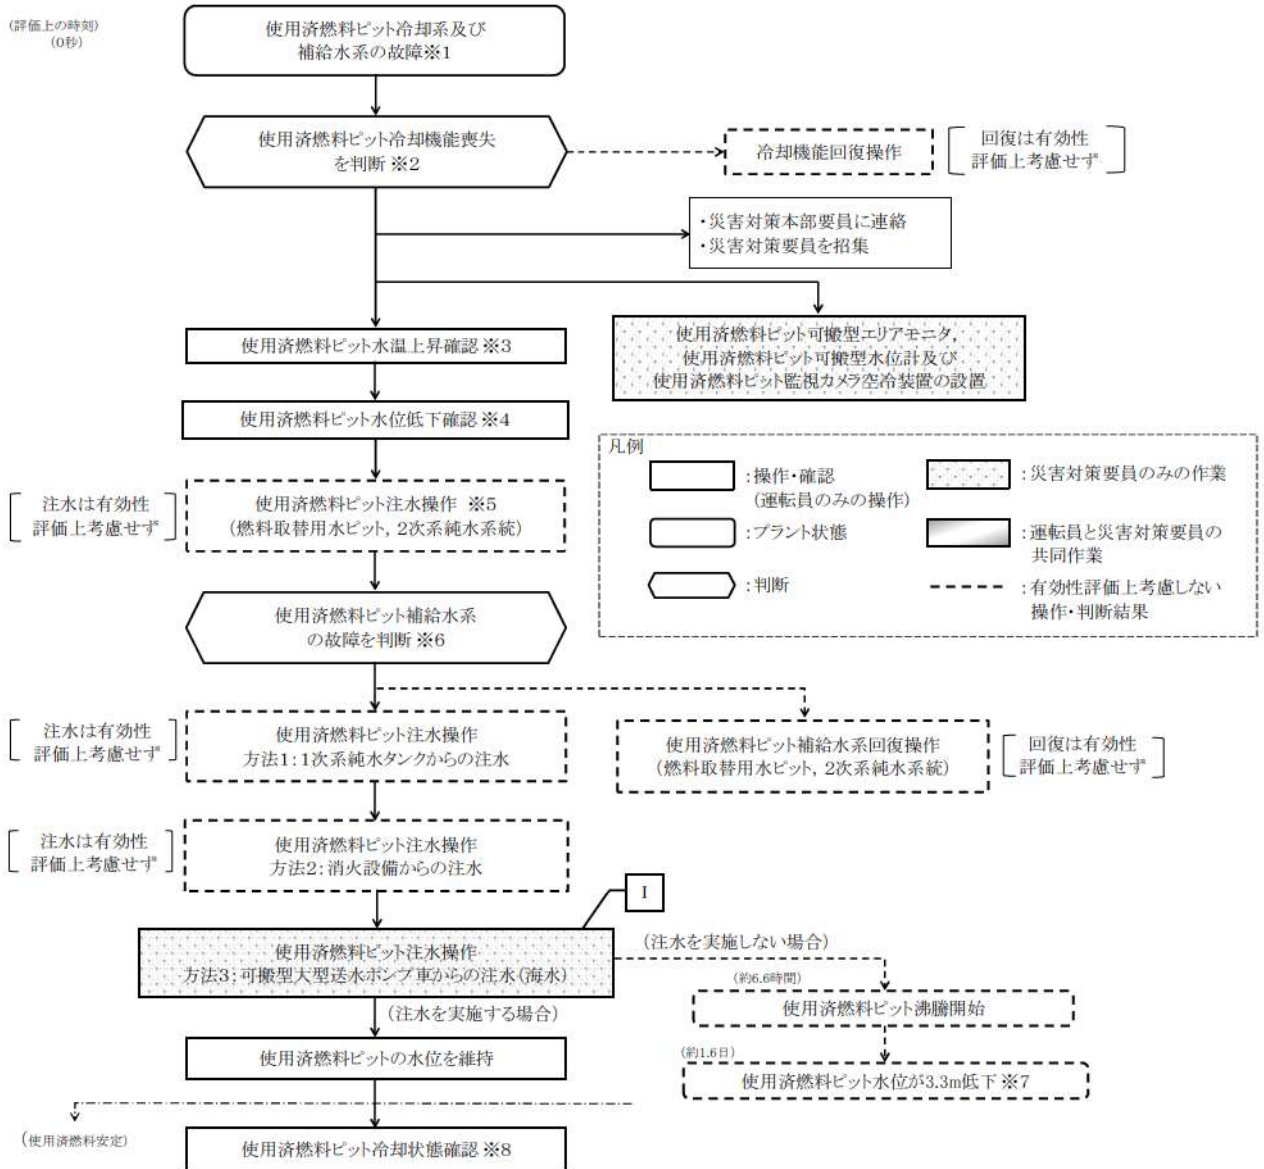 (評価上の時刻)
(0秒)
使用済燃料ピット冷却系及び
補給水系の故障※1
使用済燃料ピット冷却機能喪失
を判断※2
冷却機能回復操作
回復は有効性
評価上考慮せず
・災害対策本部要員に連絡
・災害対策要員を招集
使用済燃料ピット水温上昇確認※3
使用済燃料ピット可搬型エリアモニタ,
使用済燃料ピット可搬型水位計及び
使用済燃料ピット監視カメラ空冷装置の設置
使用済燃料ピット水位低下確認※4
凡例
:操作・確認
(運転員のみの操作)
:災害対策要員のみの作業
:プラント状態
:運転員と災害対策要員の
共同作業
:判断
:有効性評価上考慮しない
操作・判断結果
注水は有効性
評価上考慮せず
使用済燃料ピット注水操作 ※5
(燃料取替用水ピット, 2次系純水系統)
使用済燃料ピット補給水系
の故障を判断※6
注水は有効性
評価上考慮せず
使用済燃料ピット注水操作
方法1:1次系純水タンクからの注水
使用済燃料ピット補給水系回復操作
(燃料取替用水ピット, 2次系純水系統)
回復は有効性
評価上考慮せず
注水は有効性
評価上考慮せず
使用済燃料ピット注水操作
方法2:消火設備からの注水
I
使用済燃料ピット注水操作
方法3:可搬型大型送水ポンプ車からの注水(海水)
(注水を実施しない場合)
(約6.6時間)
使用済燃料ピット沸騰開始
(注水を実施する場合)
使用済燃料ピットの水位を維持
(約1.6日)
使用済燃料ピット水位が3.3m低下※7
(使用済燃料安定)
使用済燃料ピット冷却状態確認※8